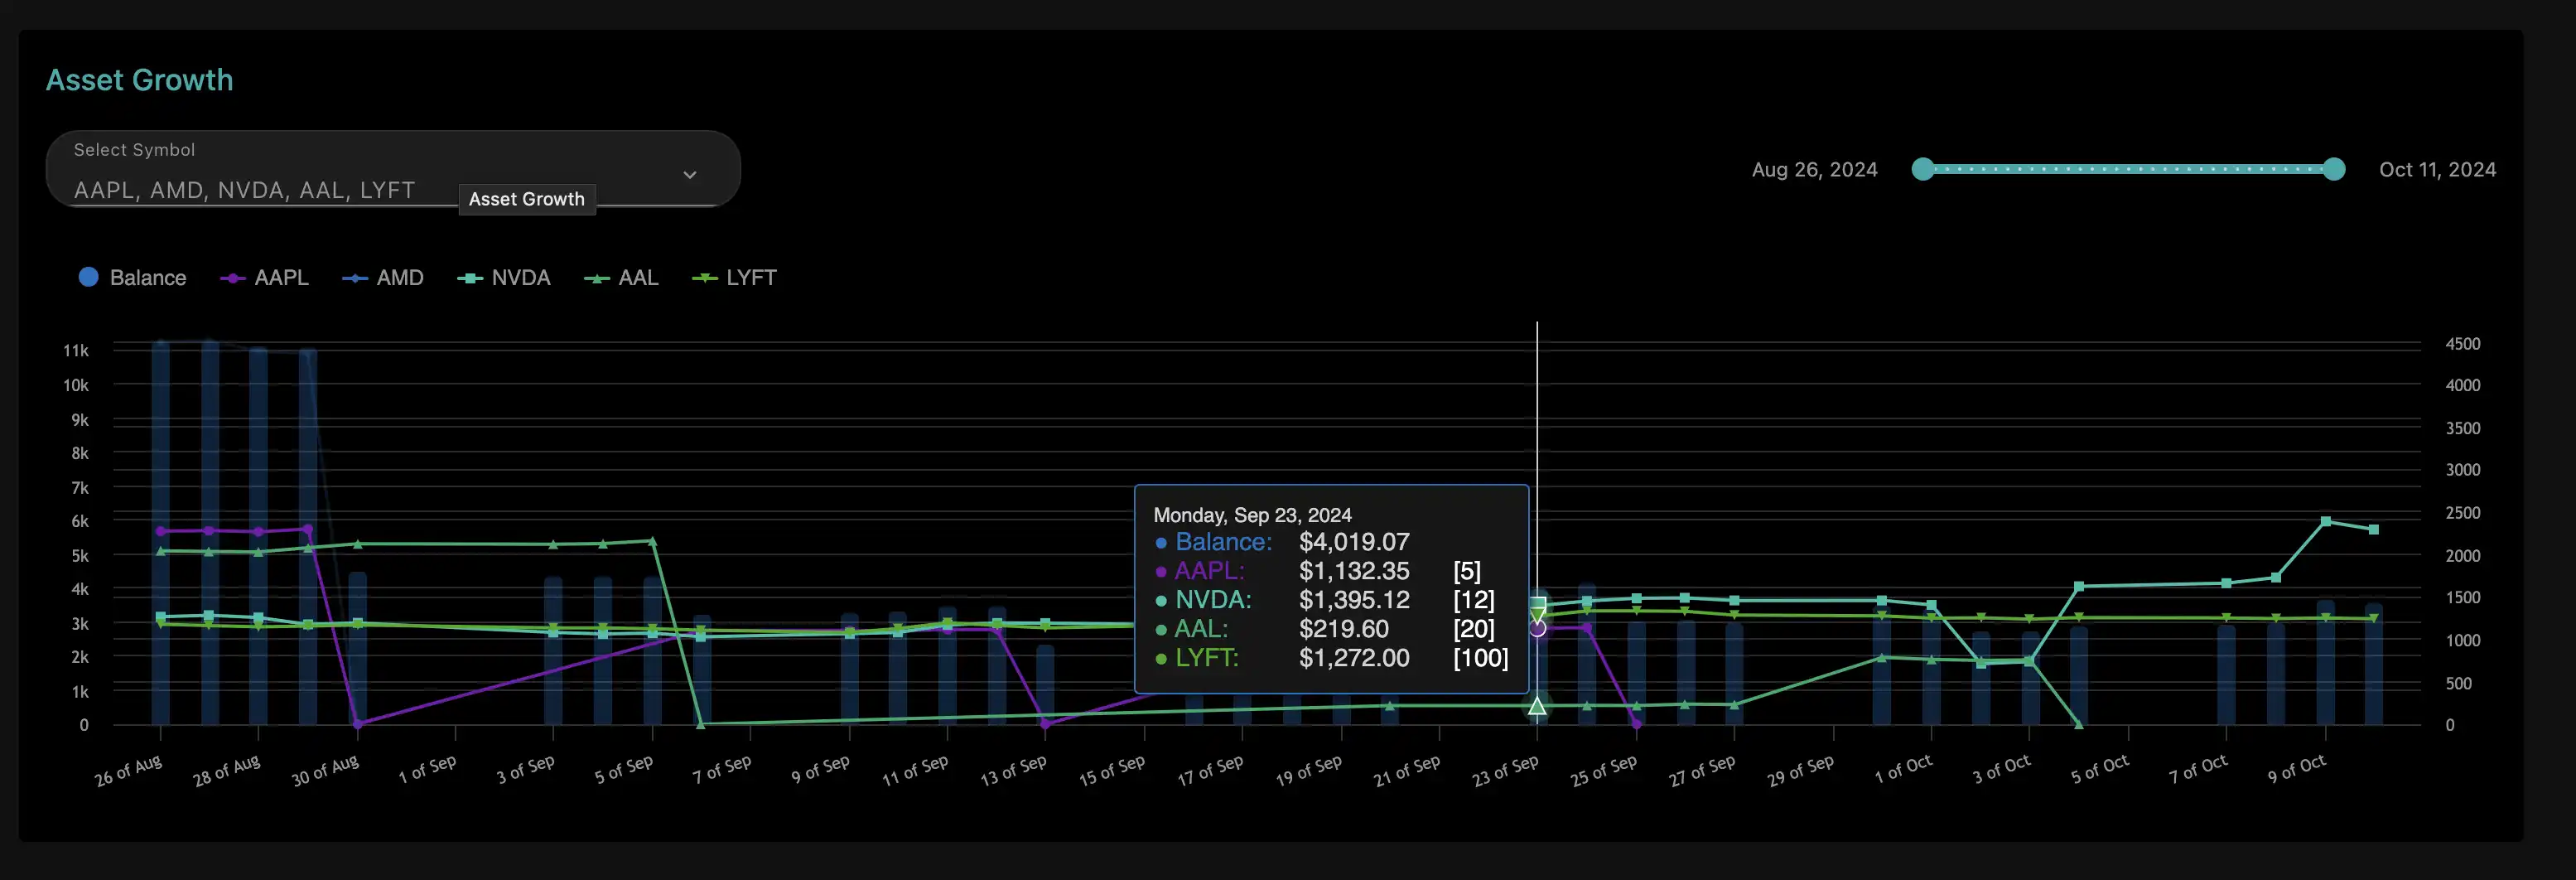 Asset Growth
Select Symbol
AAPL, AMD, NVDA, AAL, LYFT
Asset Growth
Aug 26, 2024
Oct 11, 2024
Balance AAPL AMD NVDA AAL LYFT
11k
10k
9k
8k
7k
6k
5k
4k
3k
2k
1k
0
Monday, Sep 23, 2024
Balance: $4,019.07
AAPL: $1,132.35 [5]
NVDA: $1,395.12 [12]
AAL: $219.60 [20]
LYFT: $1,272.00 [100]
4500
4000
3500
3000
2500
2000
1500
1000
500
0
26 of Aug 28 of Aug 30 of Aug 1 of Sep 3 of Sep 5 of Sep 7 of Sep 9 of Sep 11 of Sep 13 of Sep 15 of Sep 17 of Sep 19 of Sep 21 of Sep 23 of Sep 25 of Sep 27 of Sep 29 of Sep 1 of Oct 3 of Oct 5 of Oct 7 of Oct 9 of Oct